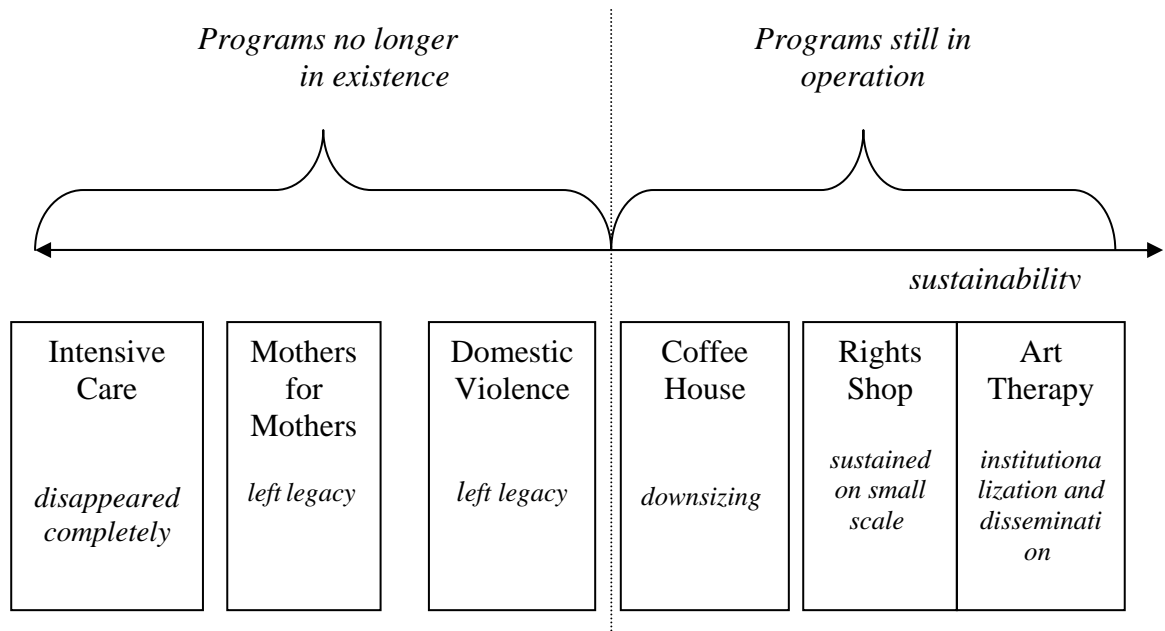 Programs no longer
in existence
Programs still in
operation
sustainability
Intensive
Care
disappeared
completely
Mothers
for
Mothers
left legacy
Domestic
Violence
left legacy
Coffee
House
downsizing
Rights
Shop
sustained
on small
scale
Art
Therapy
institutiona
lization and
disseminati
on